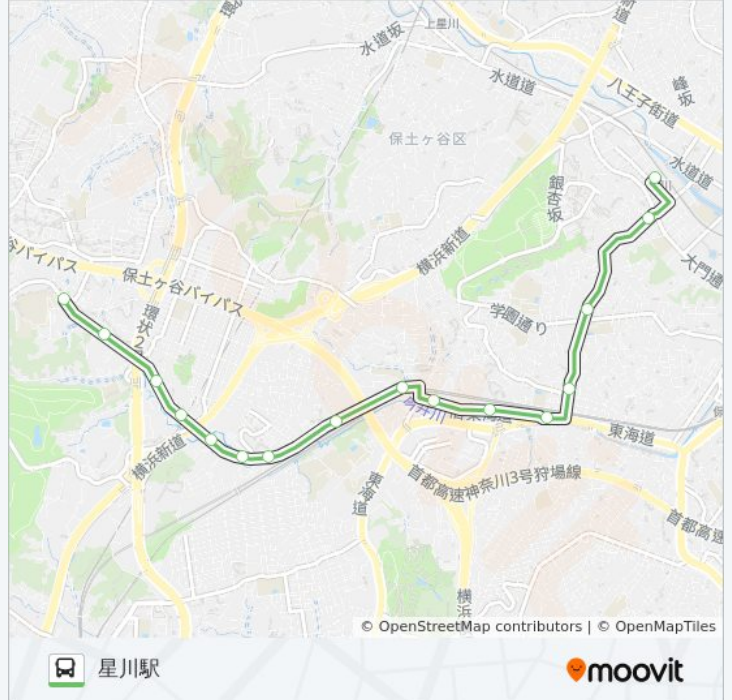 上星川
水道坂
水道道
八王子街道
峰坂
保土ヶ谷区
水道道
銀杏坂
横浜新道
大門通
谷バイパス
保土ヶ谷バイパス
環状2
学園通り
東海道
横浜新道
東海道
首都高速神奈川3号狩場線
首都高速
横浜
© OpenStreetMap contributors | © OpenMapTiles
星川駅
moovit